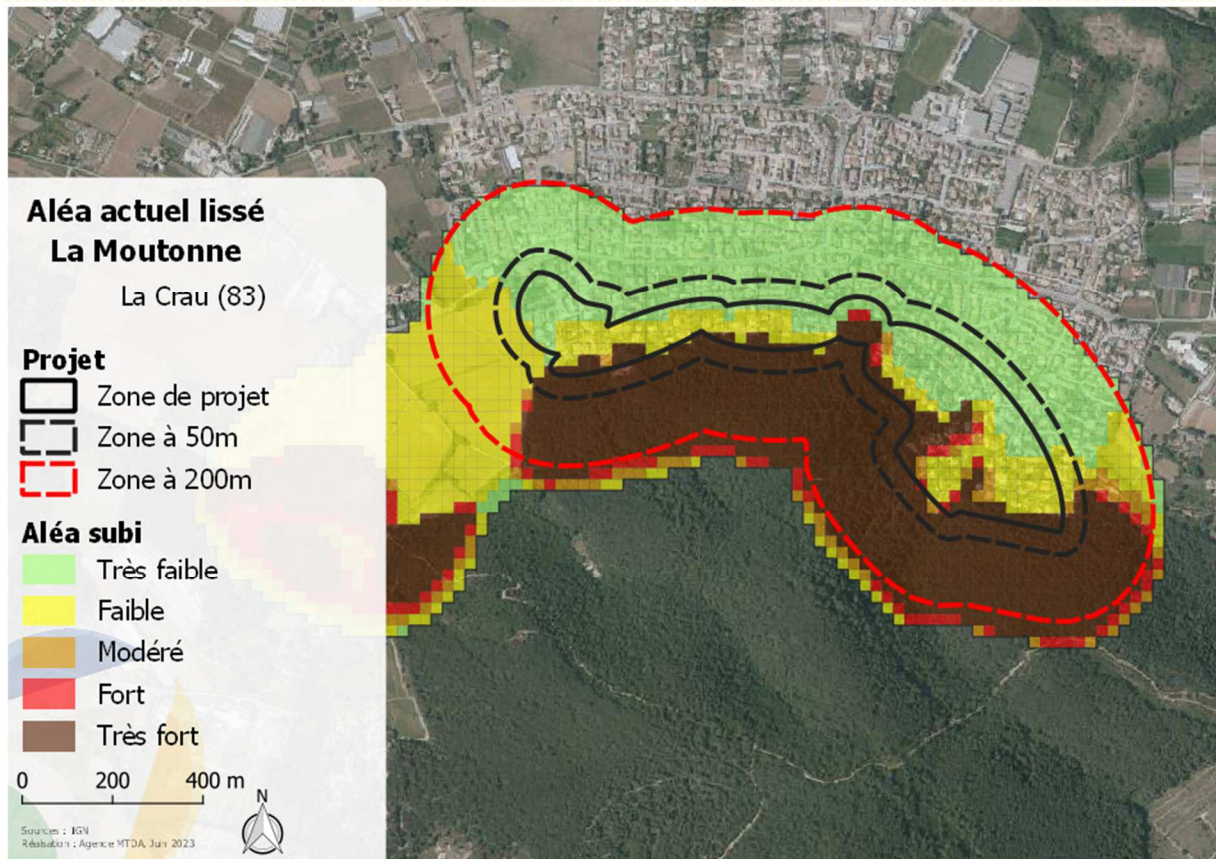 Aléa actuel lissé
La Moutonne
La Crau (83)
Projet
Zone de projet
Zone à 50m
Zone à 200m
Aléa subi
Très faible
Faible
Modéré
Fort
Très fort
0 200 400 m
N
Sources : IGN
Réalisation : Agence MTDA, Juin 2023